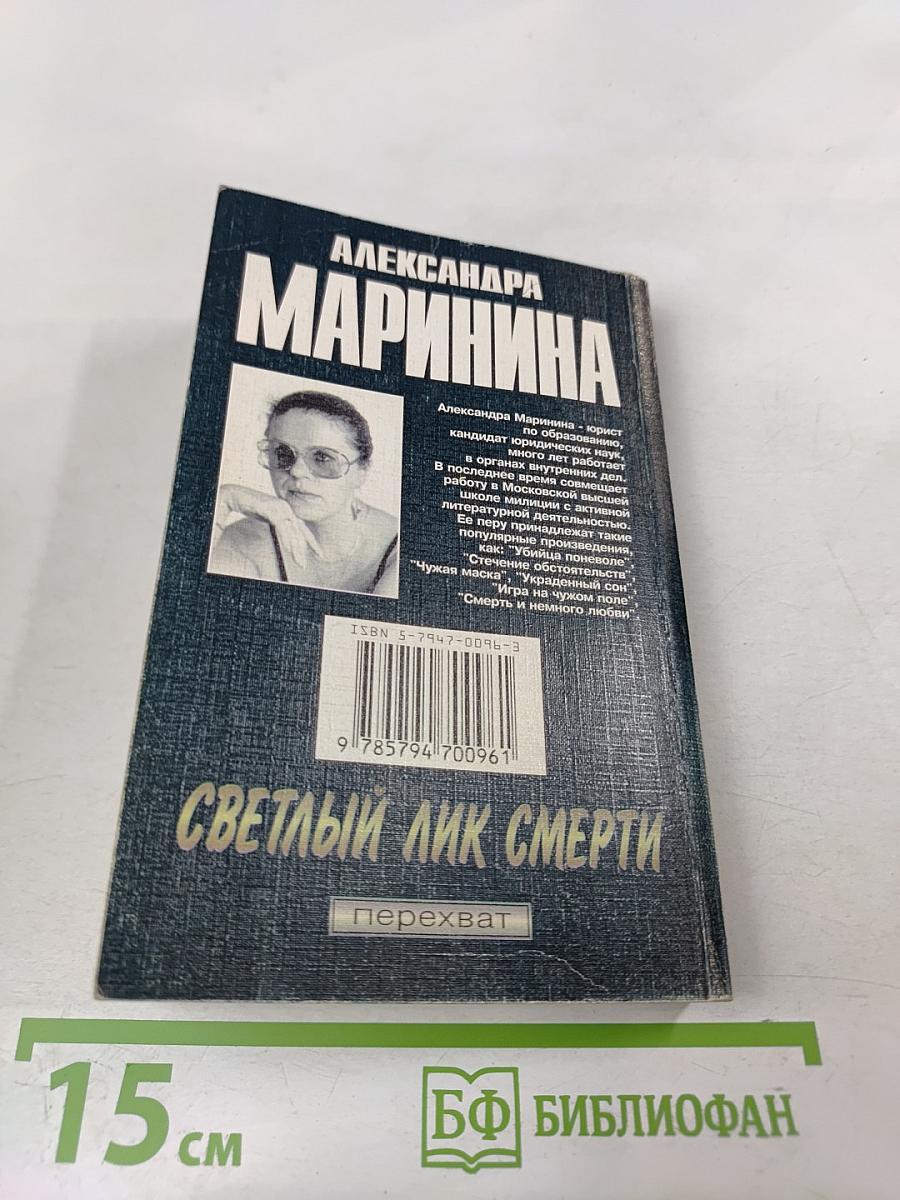 АЛЕКСАНДРА
МАРИНИНА
Александра Маринина - юрист
по образованию,
кандидат юридических наук,
много лет работает
в органах внутренних дел.
В последнее время совмещает
работу в Московской высшей
школе милиции с активной
литературной деятельностью.
Ее перу принадлежат такие
популярные произведения,
как: "Убийца поневоле",
"Стечение обстоятельств"
"Чужая маска", "Украденный сон",
"Игра на чужом поле",
"Смерть и немного любви".
ISBN 5-7947-0096-3
9 785794 700961
СВЕТЛЫЙ ЛИК СМЕРТИ
перехват
15 см
БФ БИБЛИОФАН